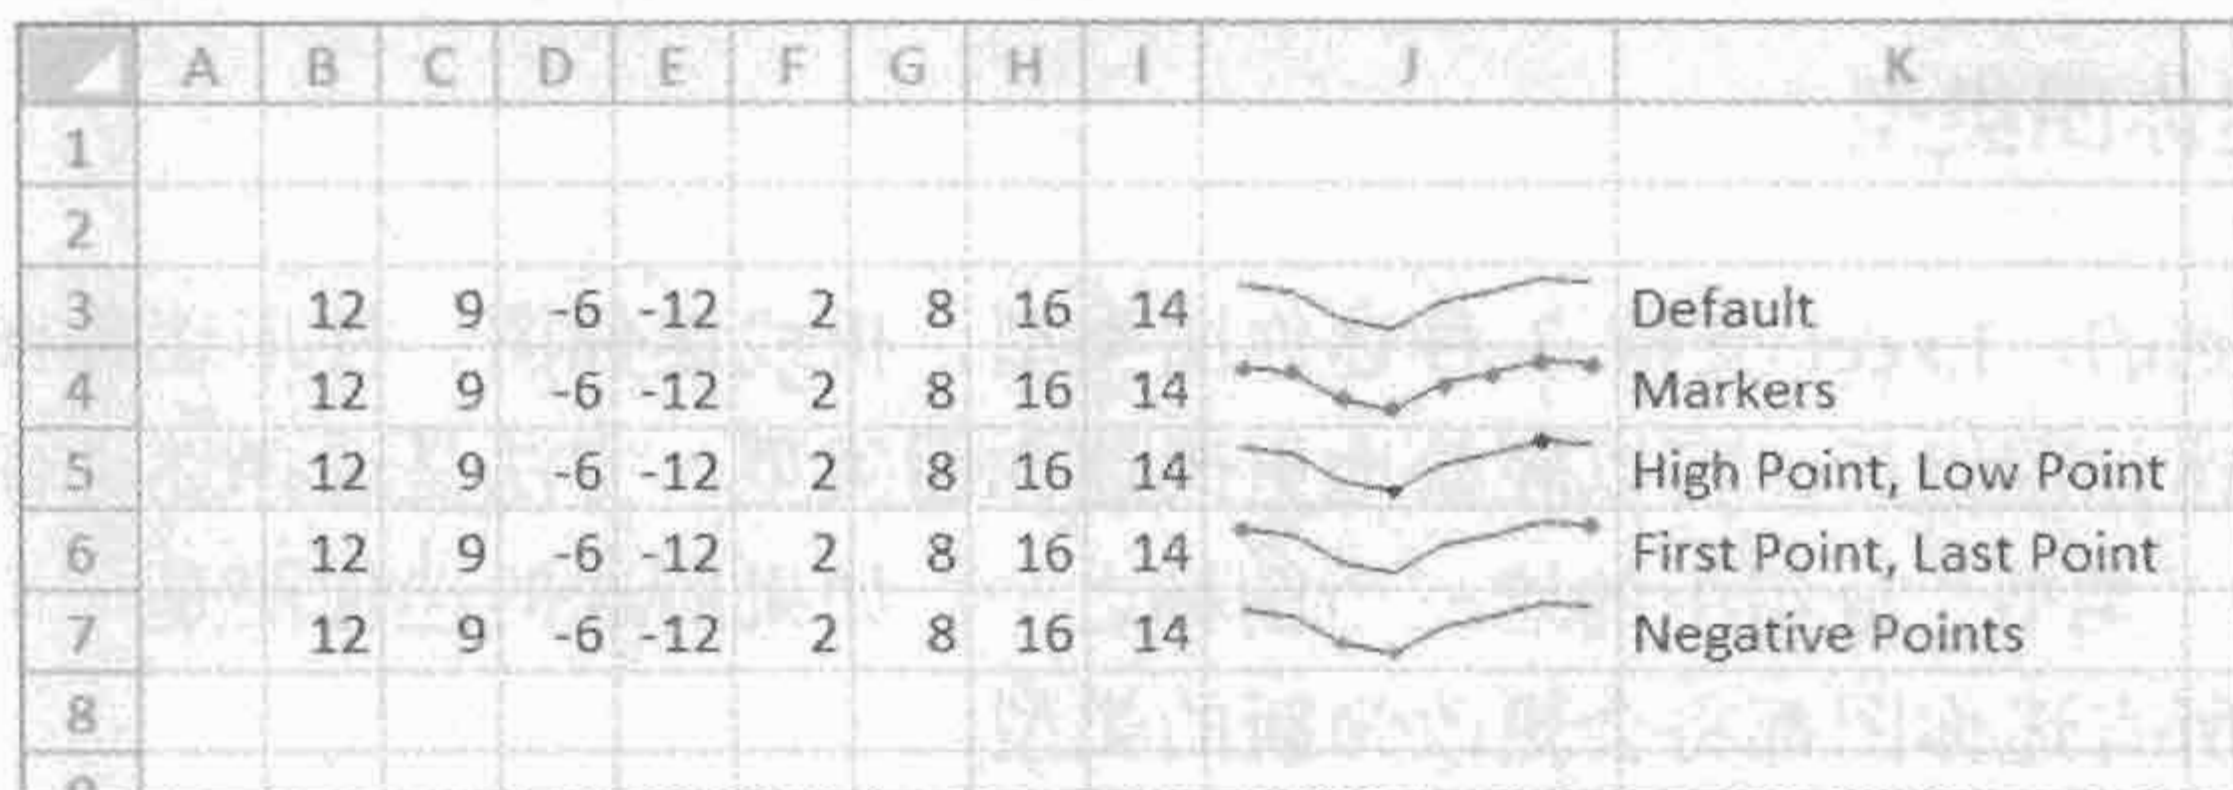 A B C D E F G H I J K
1
2
3 12 9 -6 -12 2 8 16 14 Default
4 12 9 -6 -12 2 8 16 14 Markers
5 12 9 -6 -12 2 8 16 14 High Point, Low Point
6 12 9 -6 -12 2 8 16 14 First Point, Last Point
7 12 9 -6 -12 2 8 16 14 Negative Points
8